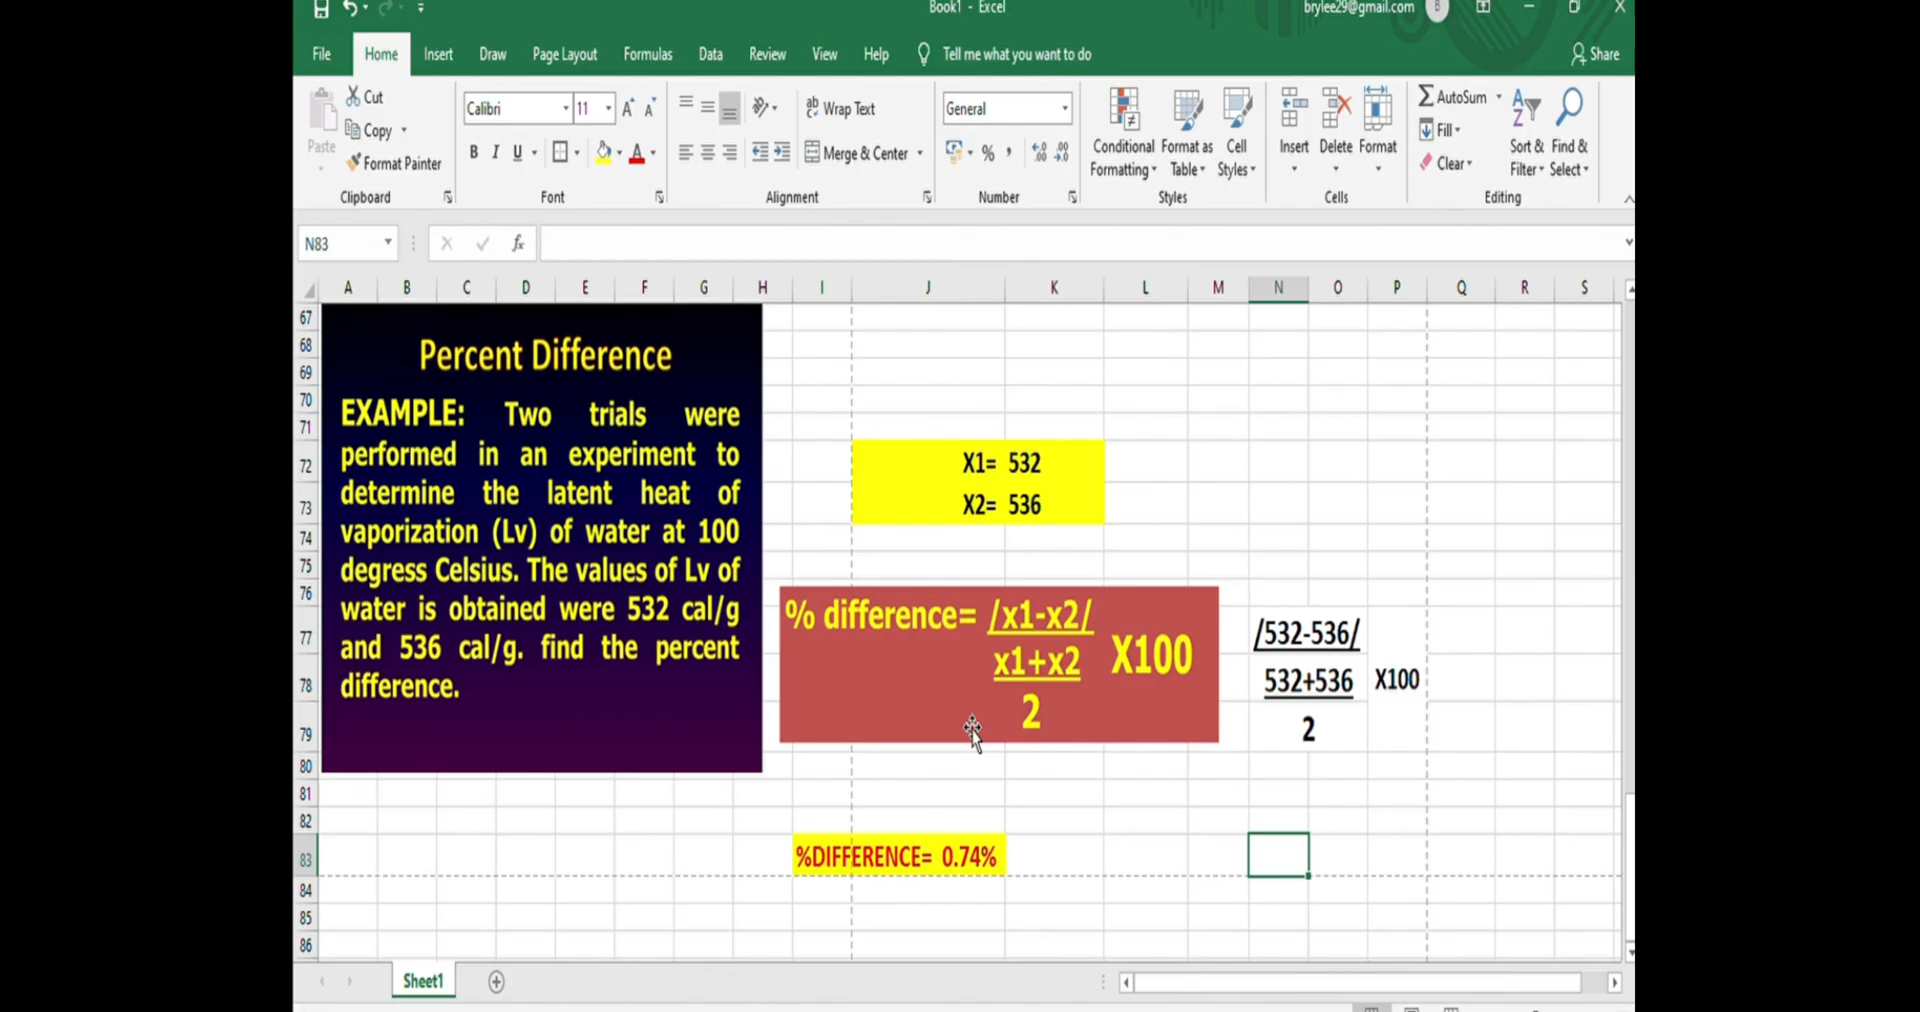 Book1 - Excel
brylee29@gmail.com
B
File
Home
Insert
Draw
Page Layout
Formulas
Data
Review
View
Help
Tell me what you want to do
Share
Paste
Cut
Copy
Format Painter
Clipboard
Calibri
11
B I U
Font
Wrap Text
Merge & Center
Alignment
General
% ,
Number
Conditional
Formatting
Format as
Table
Cell
Styles
Styles
Insert
Delete
Format
Cells
AutoSum
Fill
Clear
Sort &
Filter
Find &
Select
Editing
N83
fx
A B C D E F G H I J K L M N O P Q R S
67
68
69
70
71
72
73
74
75
76
77
78
79
80
81
82
83
84
85
86
Percent Difference
EXAMPLE: Two trials were
performed in an experiment to
determine the latent heat of
vaporization (Lv) of water at 100
degress Celsius. The values of Lv of
water is obtained were 532 cal/g
and 536 cal/g. find the percent
difference.
X1= 532
X2= 536
% difference= /x1-x2/
x1+x2
2
X100
/532-536/
532+536
2
X100
%DIFFERENCE= 0.74%
Sheet1